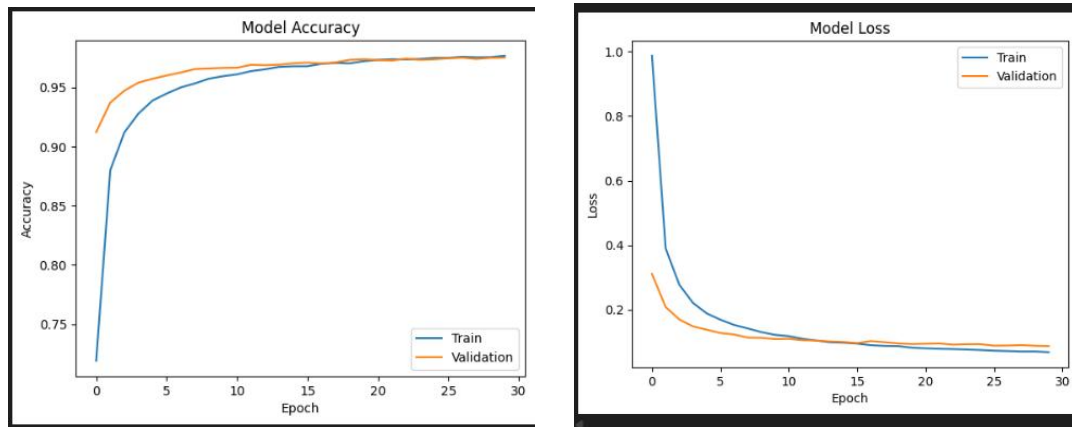 Model Accuracy
0.95
0.90
0.85
0.80
0.75
Accuracy
Train
Validation
0 5 10 15 20 25 30
Epoch
Model Loss
1.0
0.8
0.6
0.4
0.2
Loss
Train
Validation
0 5 10 15 20 25 30
Epoch